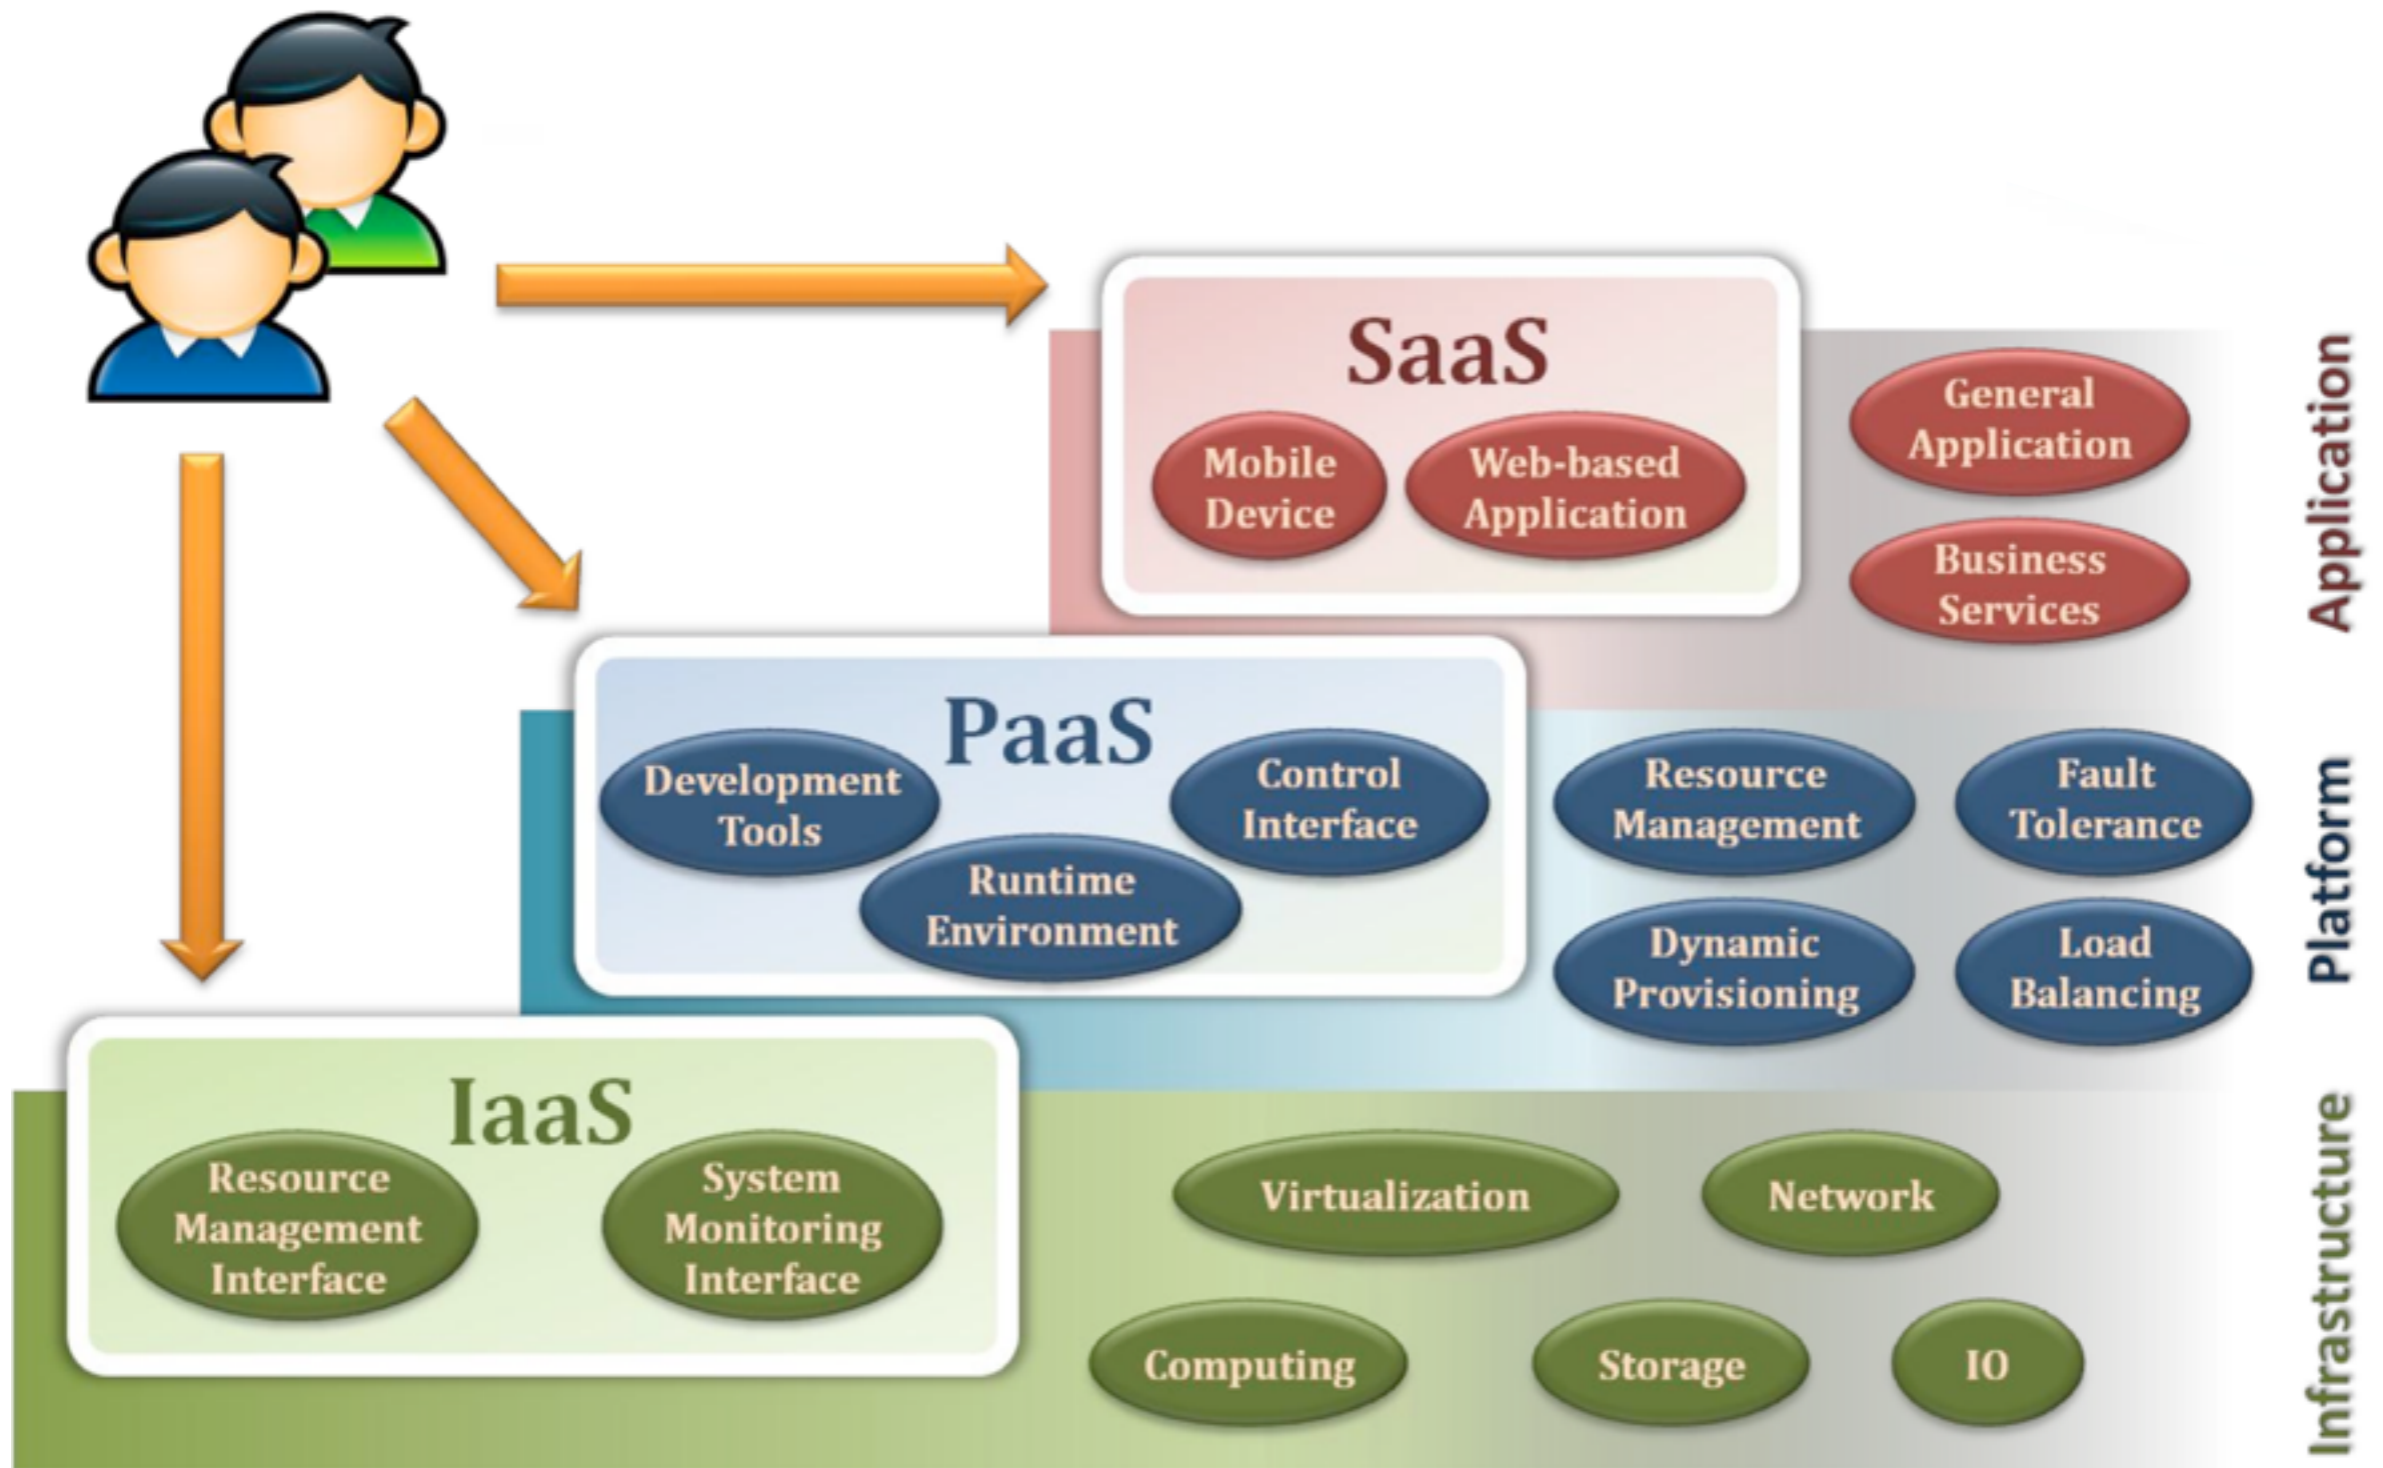 SaaS
Mobile
Device
Web-based
Application
General
Application
Business
Services
Application
PaaS
Development
Tools
Control
Interface
Runtime
Environment
Resource
Management
Fault
Tolerance
Dynamic
Provisioning
Load
Balancing
Platform
IaaS
Resource
Management
Interface
System
Monitoring
Interface
Virtualization
Network
Computing
Storage
IO
Infrastructure